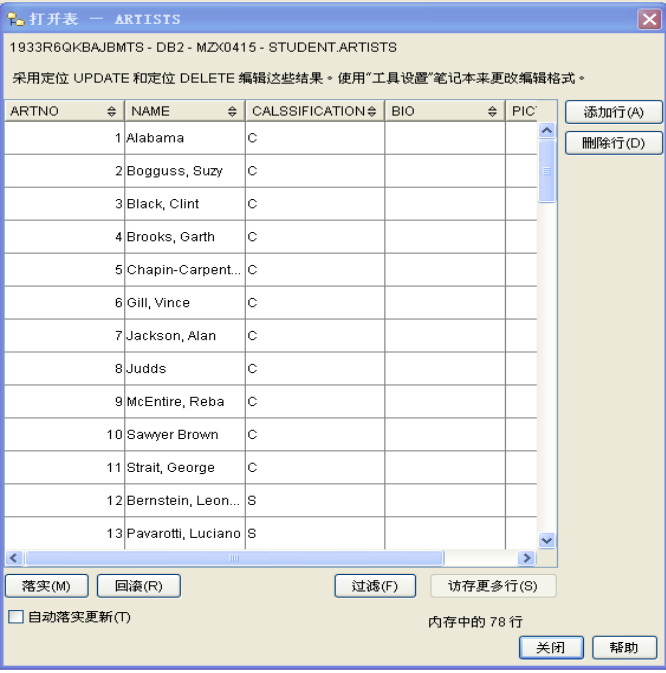 打开表 — ARTISTS
1933R6QKBAJBMTS - DB2 - MZX0415 - STUDENT.ARTISTS
采用定位 UPDATE 和定位 DELETE 编辑这些结果。使用“工具设置”笔记本来更改编辑格式。
ARTNO NAME CALSSIFICATION BIO PIC
添加行(A)
删除行(D)
1 Alabama C
2 Bogguss, Suzy C
3 Black, Clint C
4 Brooks, Garth C
5 Chapin-Carpent... C
6 Gill, Vince C
7 Jackson, Alan C
8 Judds C
9 McEntire, Reba C
10 Sawyer Brown C
11 Strait, George C
12 Bernstein, Leon... S
13 Pavarotti, Luciano S
落实(M) 回滚(R) 过滤(F) 访存更多行(S)
自动落实更新(T) 内存中的 78 行
关闭 帮助